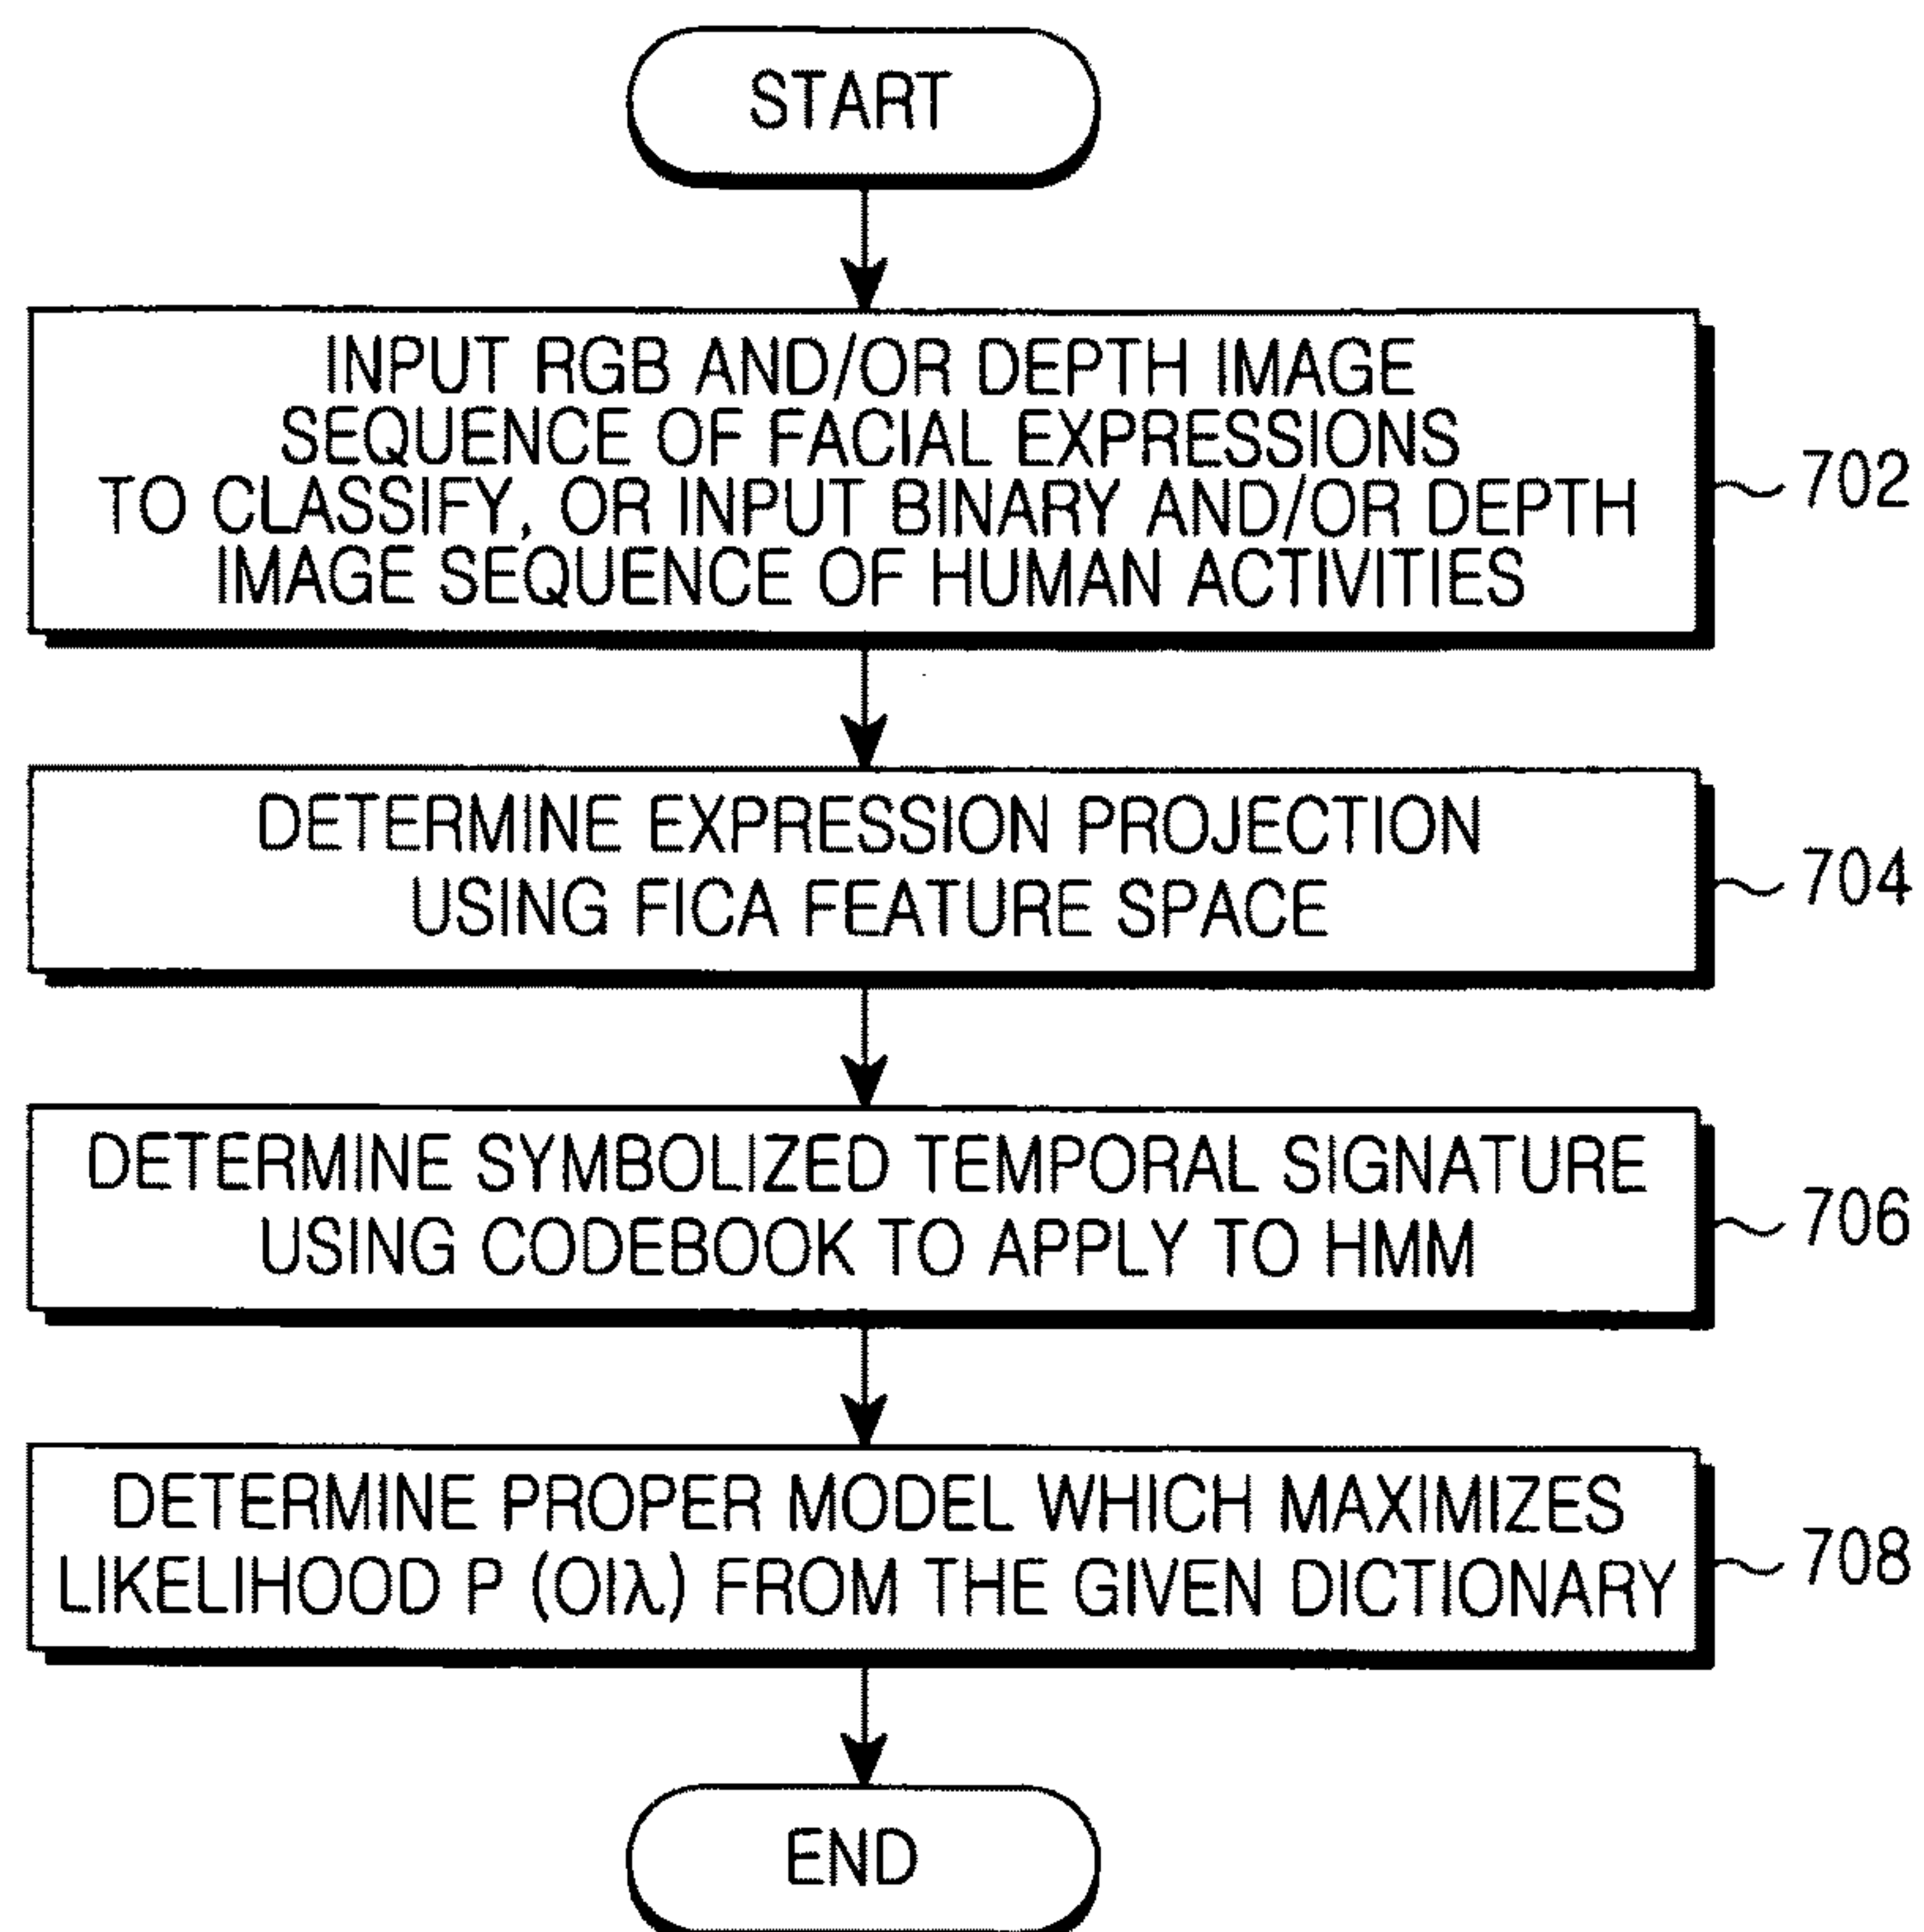 START
INPUT RGB AND/OR DEPTH IMAGE
SEQUENCE OF FACIAL EXPRESSIONS
TO CLASSIFY, OR INPUT BINARY AND/OR DEPTH
IMAGE SEQUENCE OF HUMAN ACTIVITIES
702
DETERMINE EXPRESSION PROJECTION
USING FICA FEATURE SPACE
704
DETERMINE SYMBOLIZED TEMPORAL SIGNATURE
USING CODEBOOK TO APPLY TO HMM
706
DETERMINE PROPER MODEL WHICH MAXIMIZES
LIKELIHOOD P (O|λ) FROM THE GIVEN DICTIONARY
708
END